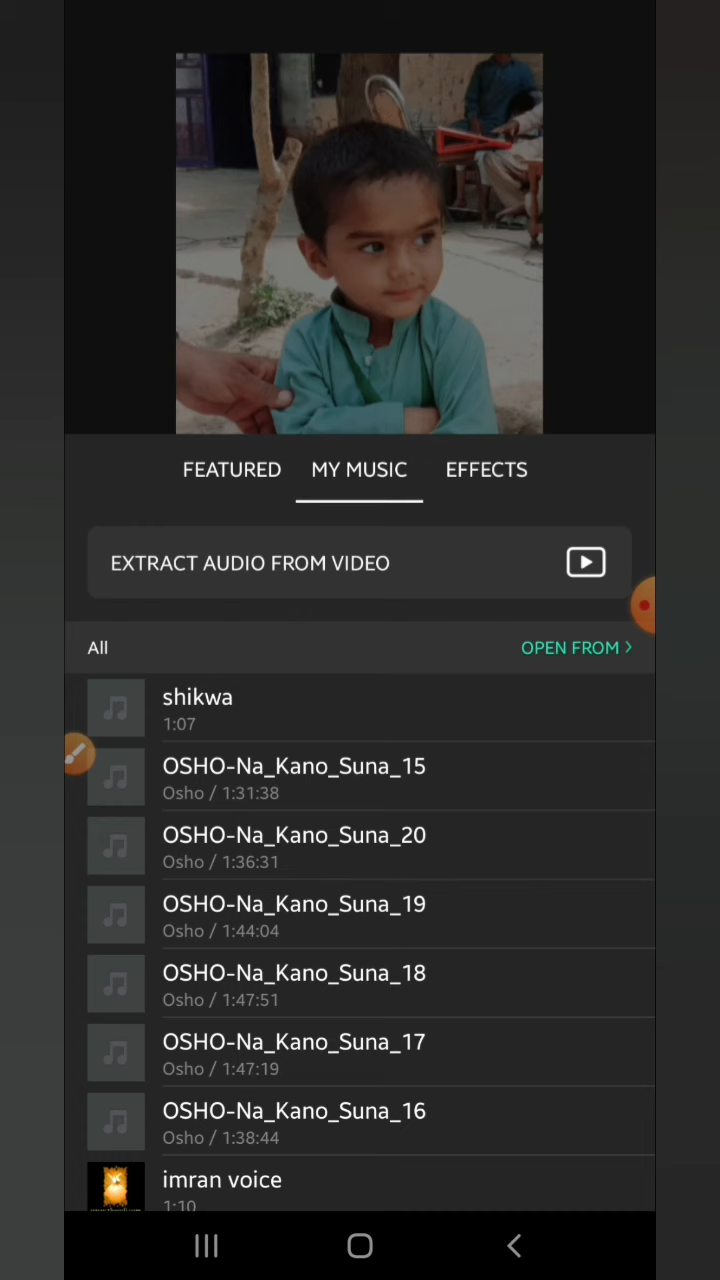 FEATURED MY MUSIC EFFECTS
EXTRACT AUDIO FROM VIDEO
All OPEN FROM >
shikwa
1:07
OSHO-Na_Kano_Suna_15
Osho / 1:31:38
OSHO-Na_Kano_Suna_20
Osho / 1:36:31
OSHO-Na_Kano_Suna_19
Osho / 1:44:04
OSHO-Na_Kano_Suna_18
Osho / 1:47:51
OSHO-Na_Kano_Suna_17
Osho / 1:47:19
OSHO-Na_Kano_Suna_16
Osho / 1:38:44
imran voice
1:10